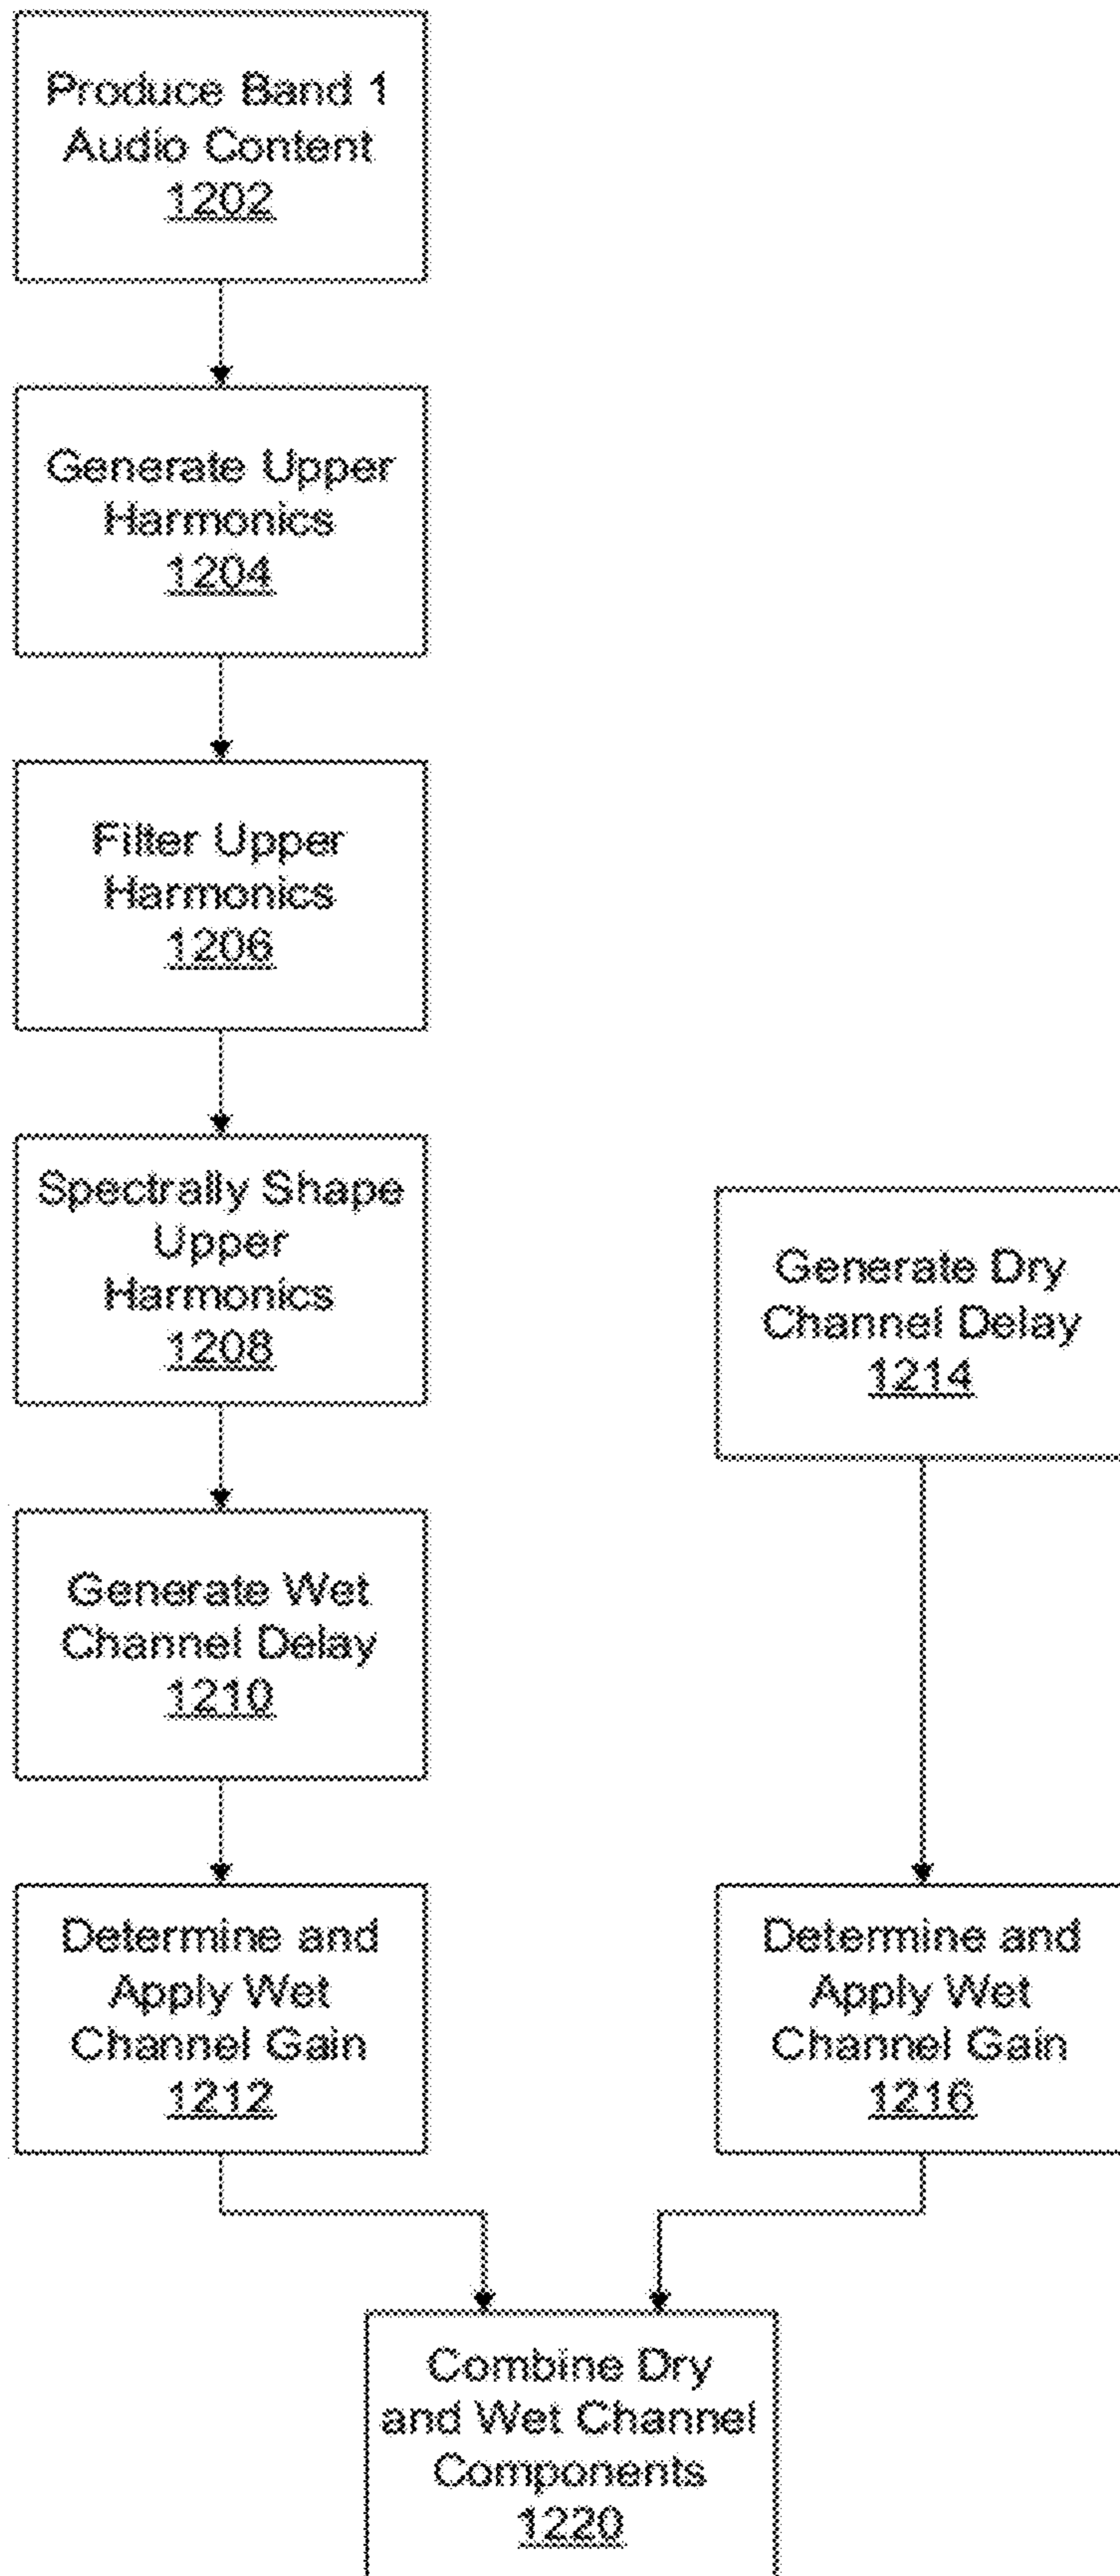 Produce Band 1
Audio Content
1202
Generate Upper
Harmonics
1204
Filter Upper
Harmonics
1206
Spectrally Shape
Upper
Harmonics
1208
Generate Wet
Channel Delay
1210
Determine and
Apply Wet
Channel Gain
1212
Generate Dry
Channel Delay
1214
Determine and
Apply Wet
Channel Gain
1216
Combine Dry
and Wet Channel
Components
1220